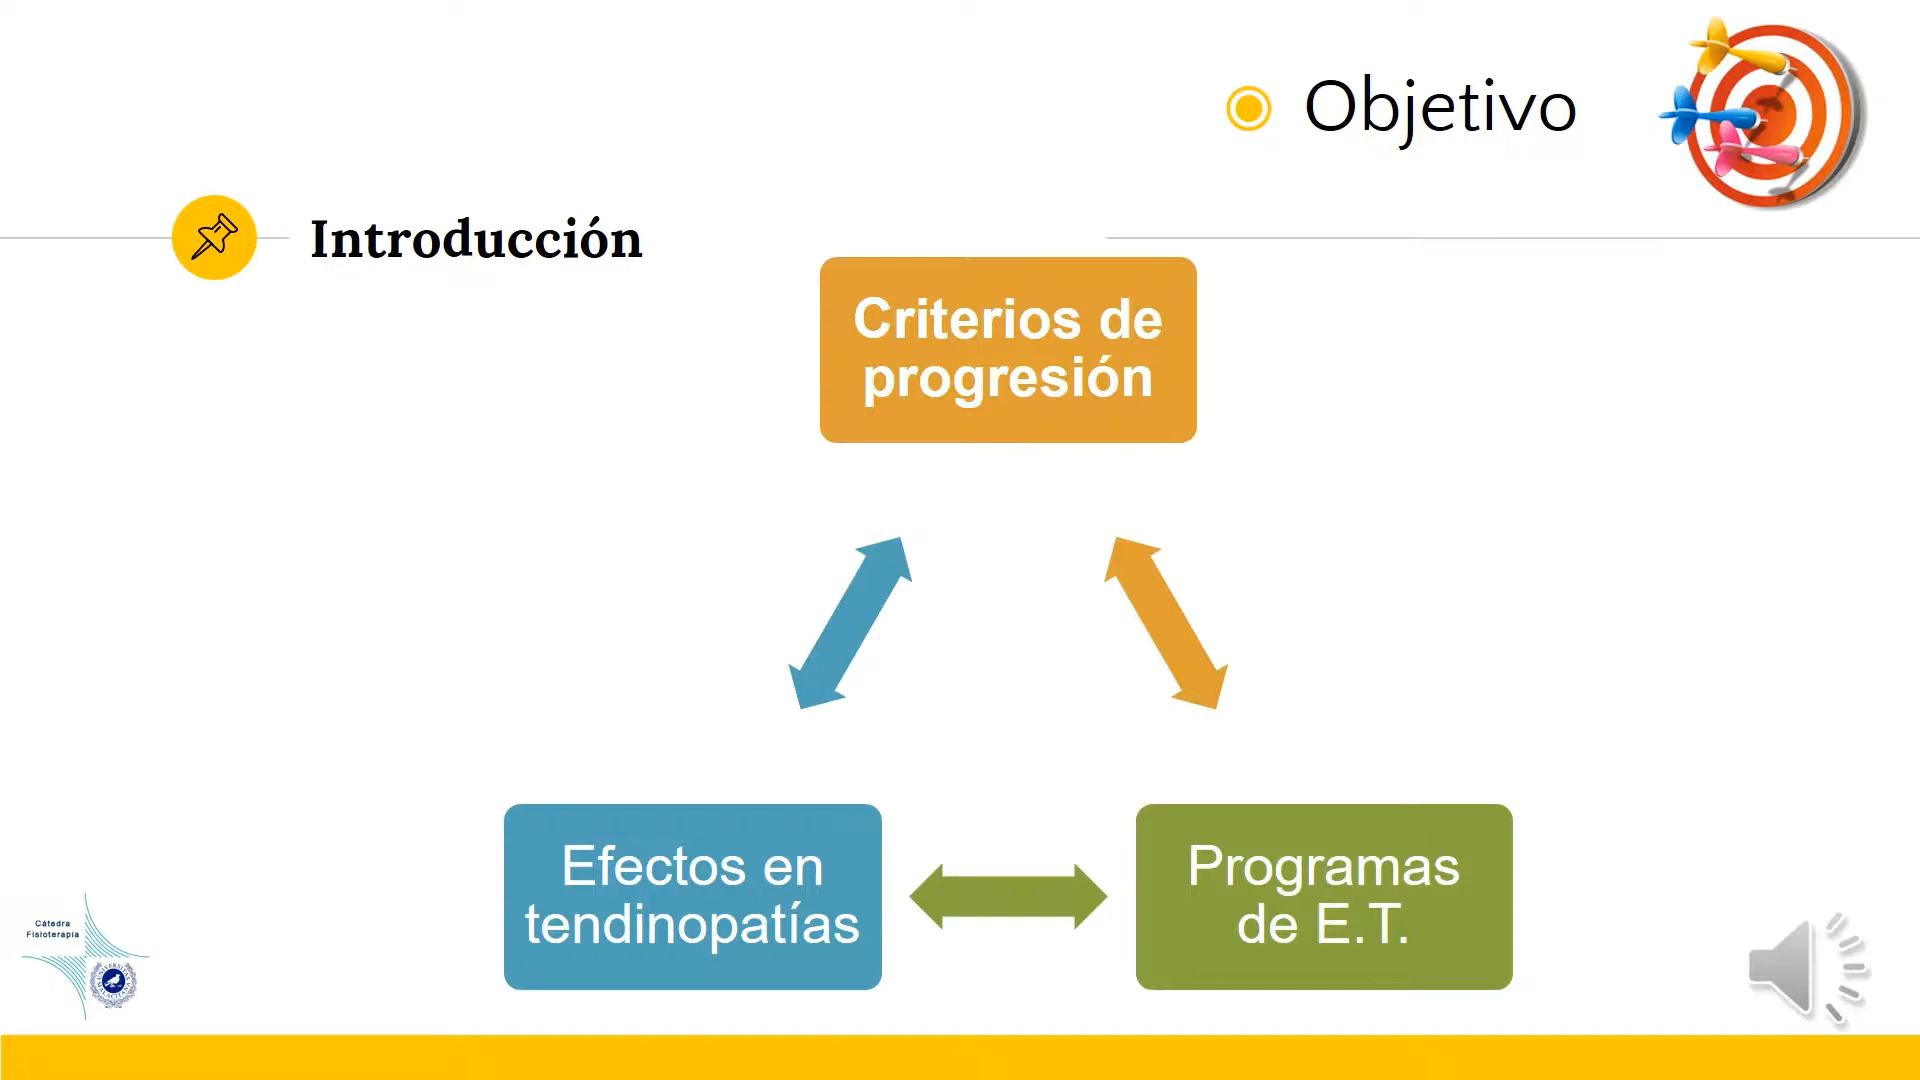 Objetivo
Introducción
Criterios de
progresión
Efectos en
tendinopatías
Programas
de E.T.
Cátedra
Fisioterapia